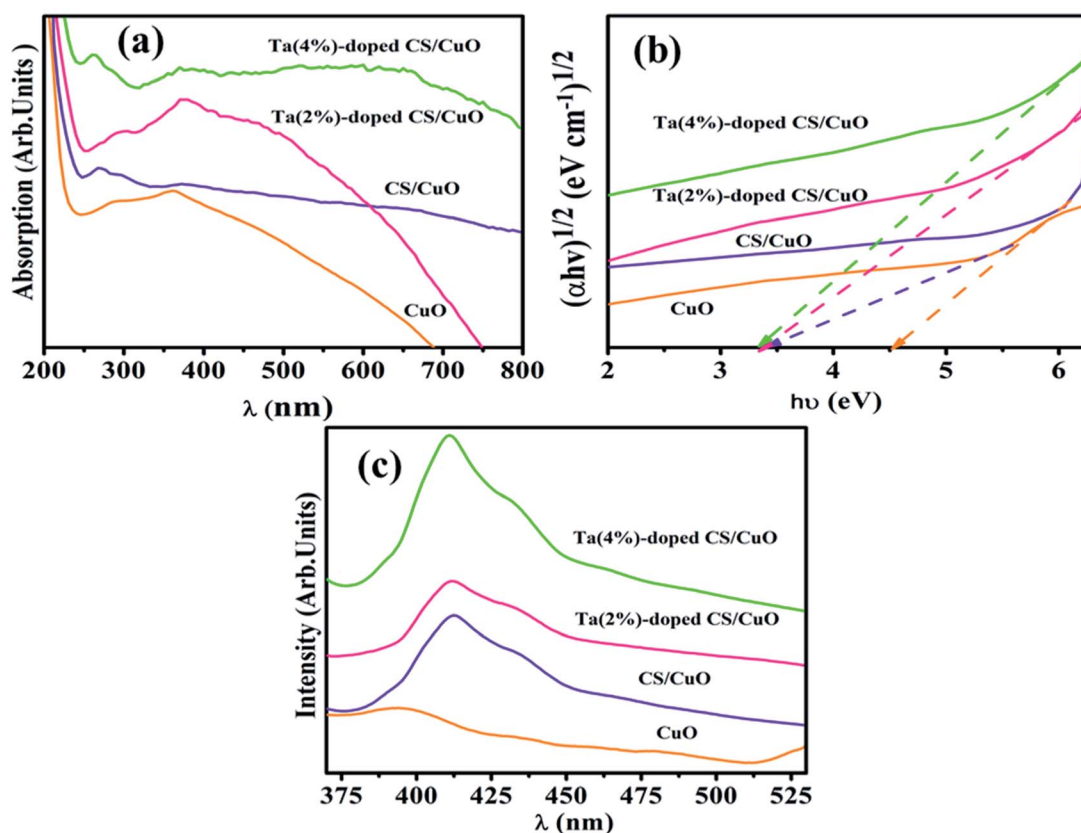 (a)
Ta(4%)-doped CS/CuO
Ta(2%)-doped CS/CuO
CS/CuO
CuO
Absorption (Arb.Units )
200 300 400 500 600 700 800
λ (nm)
(b)
Ta(4%)-doped CS/CuO
Ta(2%)-doped CS/CuO
CS/CuO
CuO
(αhν)1/2 (eV cm-1)1/2
2 3 4 5 6
hυ (eV)
(c)
Ta(4%)-doped CS/CuO
Ta(2%)-doped CS/CuO
CS/CuO
CuO
Intensity (Arb.Units)
375 400 425 450 475 500 525
λ (nm)